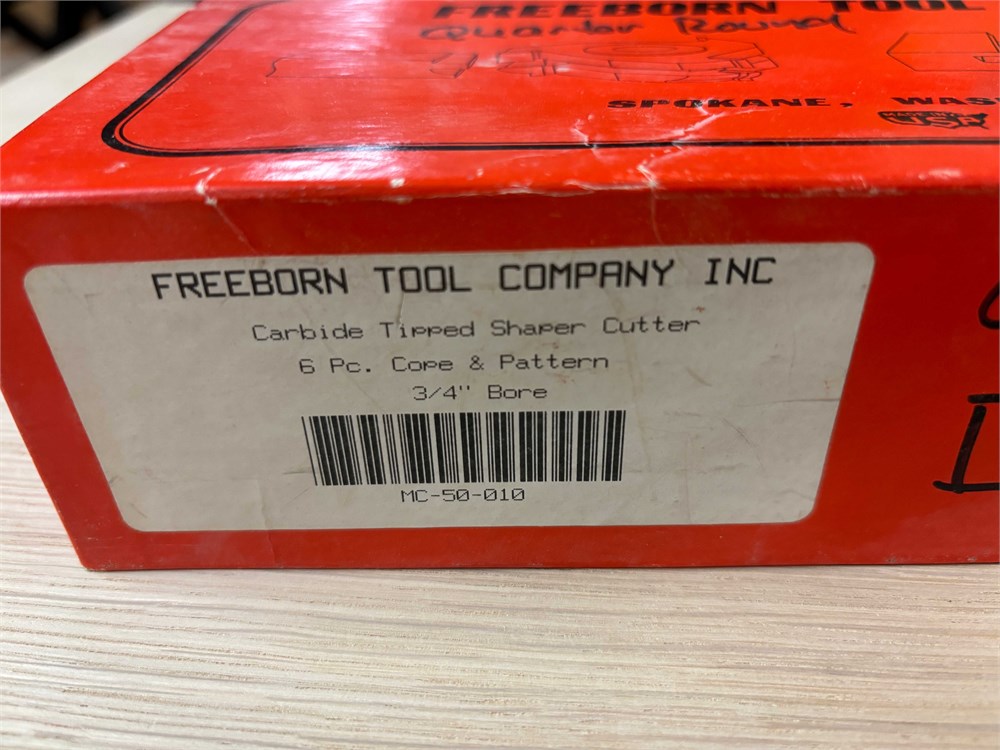 FREEBORN TOOL
Quarter Round
SPOKANE, WAS
USA
FREEBORN TOOL COMPANY INC
Carbide Tipped Shaper Cutter
6 Pc. Cope & Pattern
3/4" Bore
MC-50-010